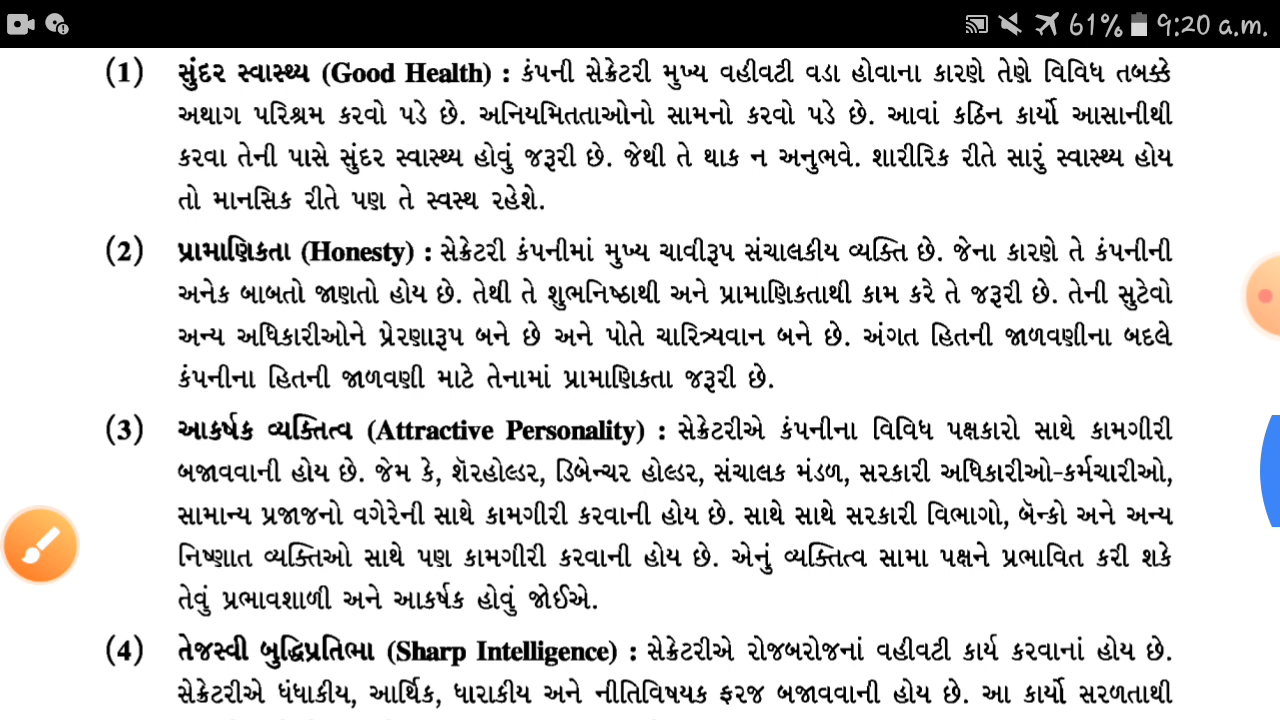 61% 9:20 a.m.
(1) સુંદર સ્વાસ્થ્ય (Good Health) : કંપની સેક્રેટરી મુખ્ય વહીવટી વડા હોવાના કારણે તેણે વિવિધ તબક્કે
અથાગ પરિશ્રમ કરવો પડે છે. અનિયમિતતાઓનો સામનો કરવો પડે છે. આવાં કઠિન કાર્યો આસાનીથી
કરવા તેની પાસે સુંદર સ્વાસ્થ્ય હોવું જરૂરી છે. જેથી તે થાક ન અનુભવે. શારીરિક રીતે સારું સ્વાસ્થ્ય હોય
તો માનસિક રીતે પણ તે સ્વસ્થ રહેશે.
(2) પ્રામાણિકતા (Honesty) : સેક્રેટરી કંપનીમાં મુખ્ય ચાવીરૂપ સંચાલકીય વ્યક્તિ છે. જેના કારણે તે કંપનીની
અનેક બાબતો જાણતો હોય છે. તેથી તે શુભનિષ્ઠાથી અને પ્રામાણિકતાથી કામ કરે તે જરૂરી છે. તેની સુટેવો
અન્ય અધિકારીઓને પ્રેરણારૂપ બને છે અને પોતે ચારિત્ર્યવાન બને છે. અંગત હિતની જાળવણીના બદલે
કંપનીના હિતની જાળવણી માટે તેનામાં પ્રામાણિકતા જરૂરી છે.
(3) આકર્ષક વ્યક્તિત્વ (Attractive Personality) : સેક્રેટરીએ કંપનીના વિવિધ પક્ષકારો સાથે કામગીરી
બજાવવાની હોય છે. જેમ કે, શૅરહોલ્ડર, ડિબેન્ચર હોલ્ડર, સંચાલક મંડળ, સરકારી અધિકારીઓ-કર્મચારીઓ,
સામાન્ય પ્રજાજનો વગેરેની સાથે કામગીરી કરવાની હોય છે. સાથે સાથે સરકારી વિભાગો, બૅન્કો અને અન્ય
નિષ્ણાત વ્યક્તિઓ સાથે પણ કામગીરી કરવાની હોય છે. એનું વ્યક્તિત્વ સામા પક્ષને પ્રભાવિત કરી શકે
તેવું પ્રભાવશાળી અને આકર્ષક હોવું જોઈએ.
(4) તેજસ્વી બુદ્ધિપ્રતિભા (Sharp Intelligence) : સેક્રેટરીએ રોજબરોજનાં વહીવટી કાર્ય કરવાનાં હોય છે.
સેક્રેટરીએ ધંધાકીય, આર્થિક, ધારાકીય અને નીતિવિષયક ફરજ બજાવવાની હોય છે. આ કાર્યો સરળતાથી